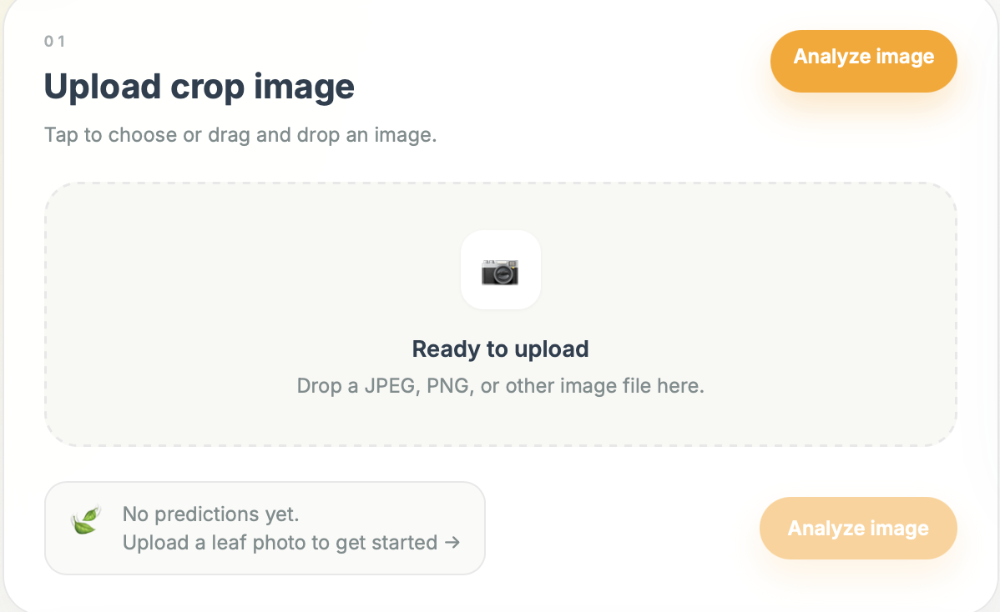 01
Analyze image
Upload crop image
Tap to choose or drag and drop an image.
Ready to upload
Drop a JPEG, PNG, or other image file here.
No predictions yet.
Upload a leaf photo to get started →
Analyze image